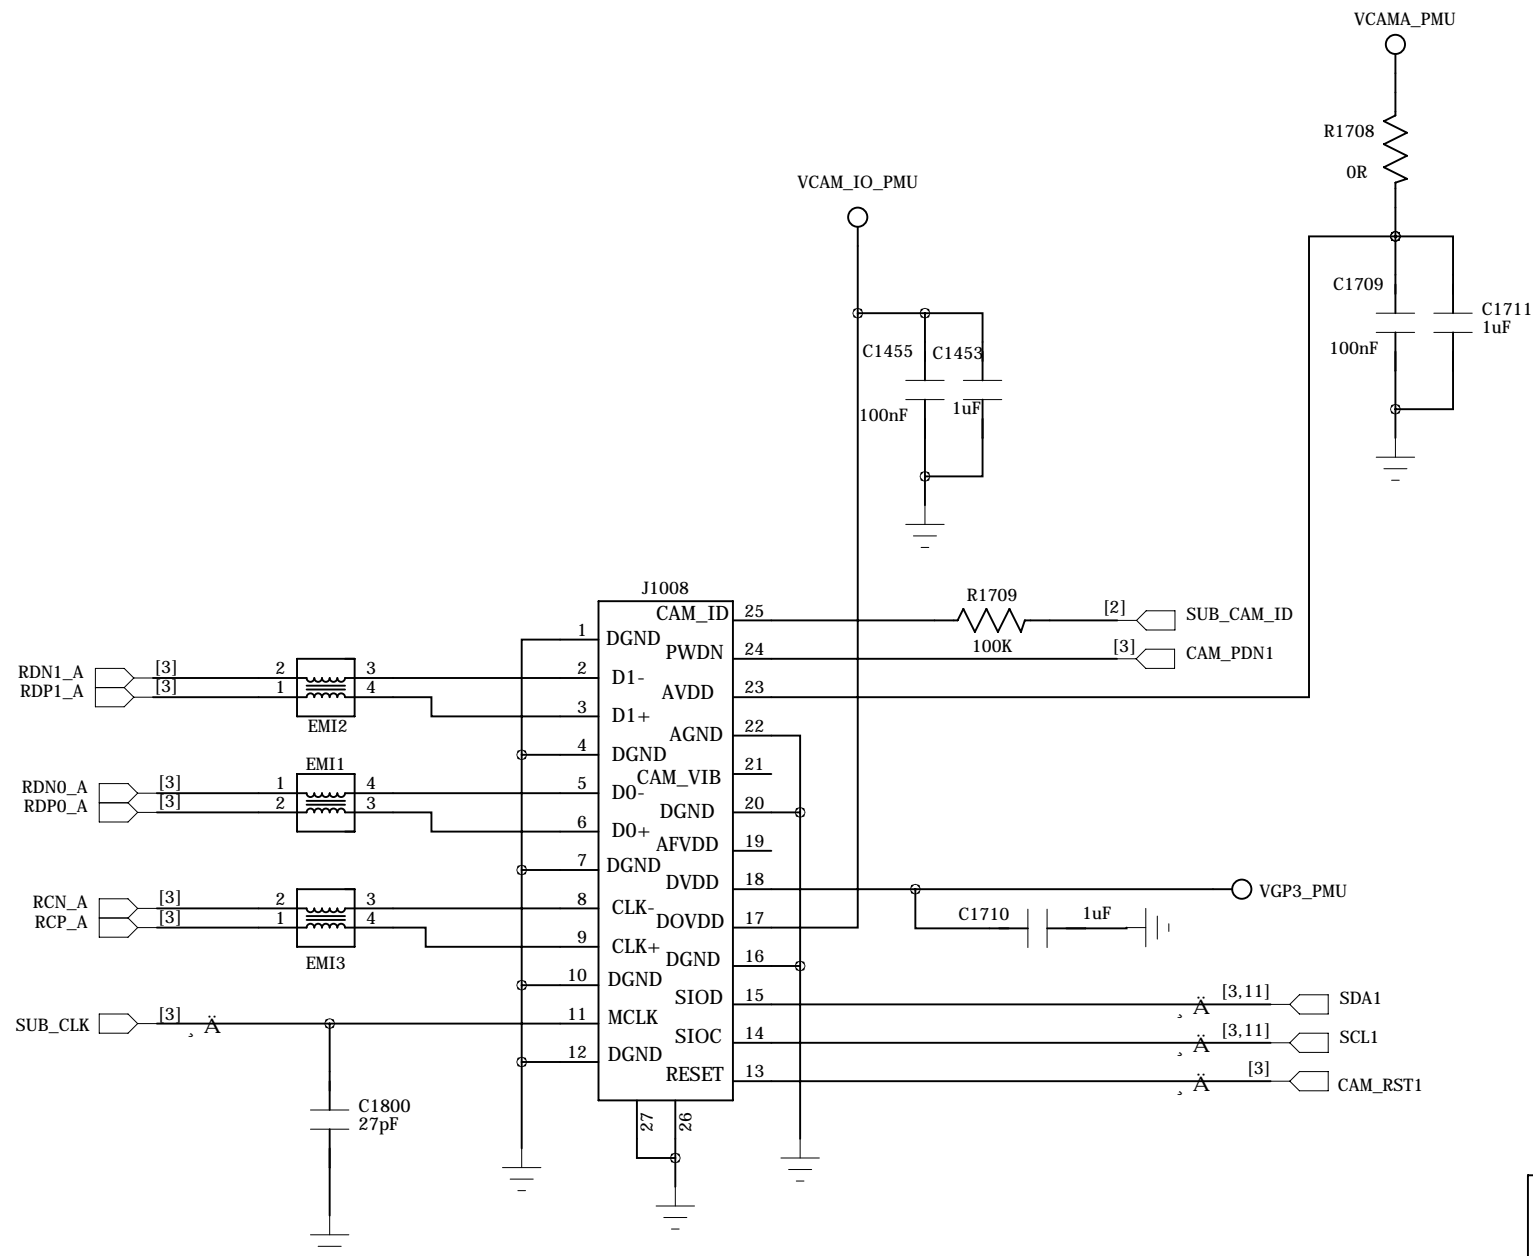 VCAMA_PMU
R1708
0R
VCAM_IO_PMU
C1709
C1711
1uF
100nF
C1455
C1453
100nF
1uF
J1008
CAM_ID
25
R1709
100K
[2]
SUB_CAM_ID
1
DGND
PWDN
24
[3]
CAM_PDN1
RDN1_A
[3]
2
3
2
D1-
RDP1_A
[3]
1
4
EMI2
AVDD
23
3
D1+
AGND
22
4
DGND
CAM_VIB
21
EMI1
RDN0_A
[3]
1
4
5
D0-
RDP0_A
[3]
2
3
DGND
20
6
D0+
AFVDD
19
7
DGND
DVDD
18
VGP3_PMU
RCN_A
[3]
2
3
8
CLK-
RCP_A
[3]
1
4
EMI3
DOVDD
17
C1710
1uF
9
CLK+
DGND
16
10
DGND
SIOD
15
¸ Ä
[3,11]
SDA1
SUB_CLK
[3]
¸ Ä
11
MCLK
SIOC
14
¸ Ä
[3,11]
SCL1
12
DGND
RESET
13
¸ Ä
[3]
CAM_RST1
C1800
27pF
27
26